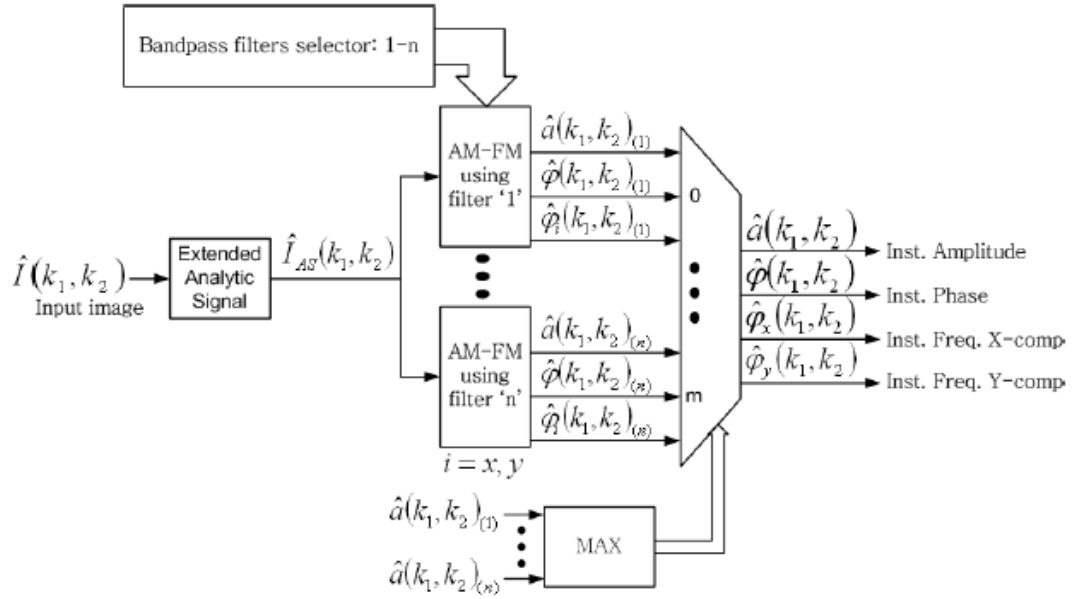 Bandpass filters selector: 1-n
AM-FM
using
filter ‘1’
â(k₁,k₂)₍₁₎
φ̂(k₁,k₂)₍₁₎
φ̂ᵢ(k₁,k₂)₍₁₎
0
Î(k₁,k₂)
Input image
Extended
Analytic
Signal
Î_AS(k₁,k₂)
â(k₁,k₂)
Inst. Amplitude
φ̂(k₁,k₂)
Inst. Phase
φ̂ₓ(k₁,k₂)
Inst. Freq. X-comp
φ̂_y(k₁,k₂)
Inst. Freq. Y-comp
AM-FM
using
filter ‘n’
â(k₁,k₂)₍ₙ₎
φ̂(k₁,k₂)₍ₙ₎
φ̂ᵢ(k₁,k₂)₍ₙ₎
m
i = x, y
â(k₁,k₂)₍₁₎
MAX
â(k₁,k₂)₍ₙ₎